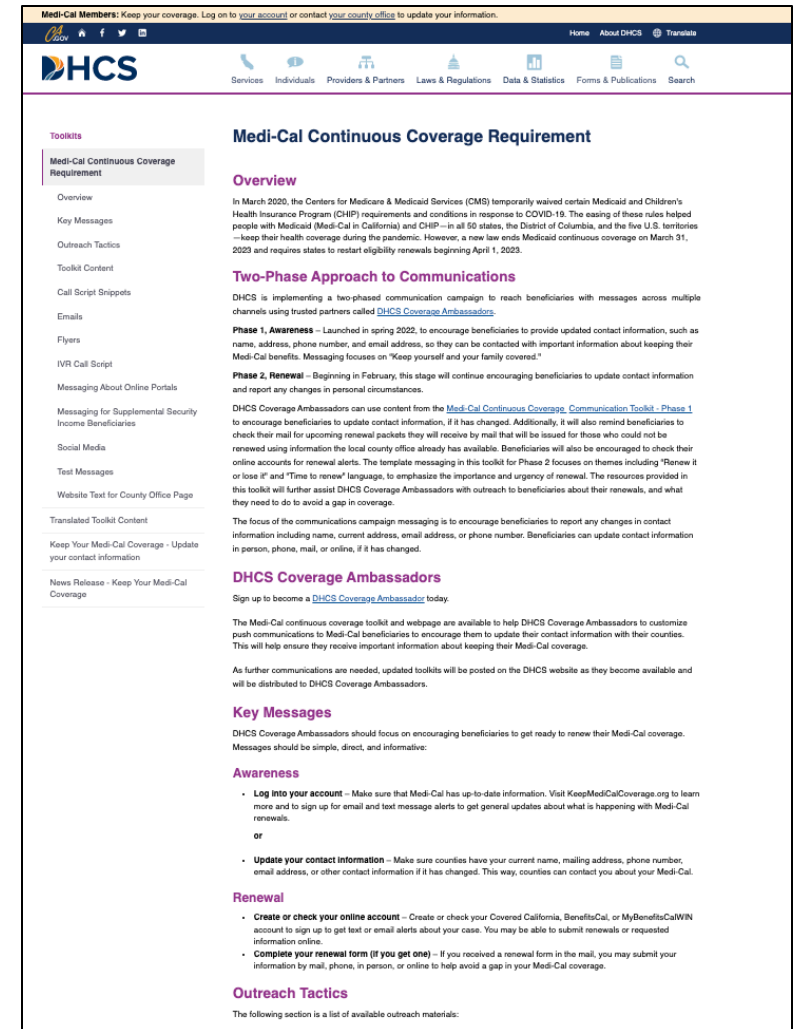 Medi-Cal Members: Keep your coverage. Log on to your account or contact your county office to update your information.
CA GOV
Home About DHCS Translate
DHCS
Services Individuals Providers & Partners Laws & Regulations Data & Statistics Forms & Publications Search
Toolkits
Medi-Cal Continuous Coverage
Requirement
Overview
Key Messages
Outreach Tactics
Toolkit Content
Call Script Snippets
Emails
Flyers
IVR Call Script
Messaging About Online Portals
Messaging for Supplemental Security
Income Beneficiaries
Social Media
Text Messages
Website Text for County Office Page
Translated Toolkit Content
Keep Your Medi-Cal Coverage - Update
your contact information
News Release - Keep Your Medi-Cal
Coverage
Medi-Cal Continuous Coverage Requirement
Overview
In March 2020, the Centers for Medicare & Medicaid Services (CMS) temporarily waived certain Medicaid and Children's
Health Insurance Program (CHIP) requirements and conditions in response to COVID-19. The easing of these rules helped
people with Medicaid (Medi-Cal in California) and CHIP—in all 50 states, the District of Columbia, and the five U.S. territories
—keep their health coverage during the pandemic. However, a new law ends Medicaid continuous coverage on March 31,
2023 and requires states to restart eligibility renewals beginning April 1, 2023.
Two-Phase Approach to Communications
DHCS is implementing a two-phased communication campaign to reach beneficiaries with messages across multiple
channels using trusted partners called DHCS Coverage Ambassadors.
Phase 1, Awareness – Launched in spring 2022, to encourage beneficiaries to provide updated contact information, such as
name, address, phone number, and email address, so they can be contacted with important information about keeping their
Medi-Cal benefits. Messaging focuses on "Keep yourself and your family covered."
Phase 2, Renewal – Beginning in February, this stage will continue encouraging beneficiaries to update contact information
and report any changes in personal circumstances.
DHCS Coverage Ambassadors can use content from the Medi-Cal Continuous Coverage Communication Toolkit - Phase 1
to encourage beneficiaries to update contact information, if it has changed. Additionally, it will also remind beneficiaries to
check their mail for upcoming renewal packets they will receive by mail that will be issued for those who could not be
renewed using information the local county office already has available. Beneficiaries will also be encouraged to check their
online accounts for renewal alerts. The template messaging in this toolkit for Phase 2 focuses on themes including "Renew it
or lose it" and "Time to renew" language, to emphasize the importance and urgency of renewal. The resources provided in
this toolkit will further assist DHCS Coverage Ambassadors with outreach to beneficiaries about their renewals, and what
they need to do to avoid a gap in coverage.
The focus of the communications campaign messaging is to encourage beneficiaries to report any changes in contact
information including name, current address, email address, or phone number. Beneficiaries can update contact information
in person, phone, mail, or online, if it has changed.
DHCS Coverage Ambassadors
Sign up to become a DHCS Coverage Ambassador today.
The Medi-Cal continuous coverage toolkit and webpage are available to help DHCS Coverage Ambassadors to customize
push communications to Medi-Cal beneficiaries to encourage them to update their contact information with their counties.
This will help ensure they receive important information about keeping their Medi-Cal coverage.
As further communications are needed, updated toolkits will be posted on the DHCS website as they become available and
will be distributed to DHCS Coverage Ambassadors.
Key Messages
DHCS Coverage Ambassadors should focus on encouraging beneficiaries to get ready to renew their Medi-Cal coverage.
Messages should be simple, direct, and informative:
Awareness
• Log into your account – Make sure that Medi-Cal has up-to-date information. Visit KeepMediCalCoverage.org to learn
more and to sign up for email and text message alerts to get general updates about what is happening with Medi-Cal
renewals.
or
• Update your contact information – Make sure counties have your current name, mailing address, phone number,
email address, or other contact information if it has changed. This way, counties can contact you about your Medi-Cal.
Renewal
• Create or check your online account – Create or check your Covered California, BenefitsCal, or MyBenefitsCalWIN
account to sign up to get text or email alerts about your case. You may be able to submit renewals or requested
information online.
• Complete your renewal form (if you get one) – If you received a renewal form in the mail, you may submit your
information by mail, phone, in person, or online to help avoid a gap in your Medi-Cal coverage.
Outreach Tactics
The following section is a list of available outreach materials: